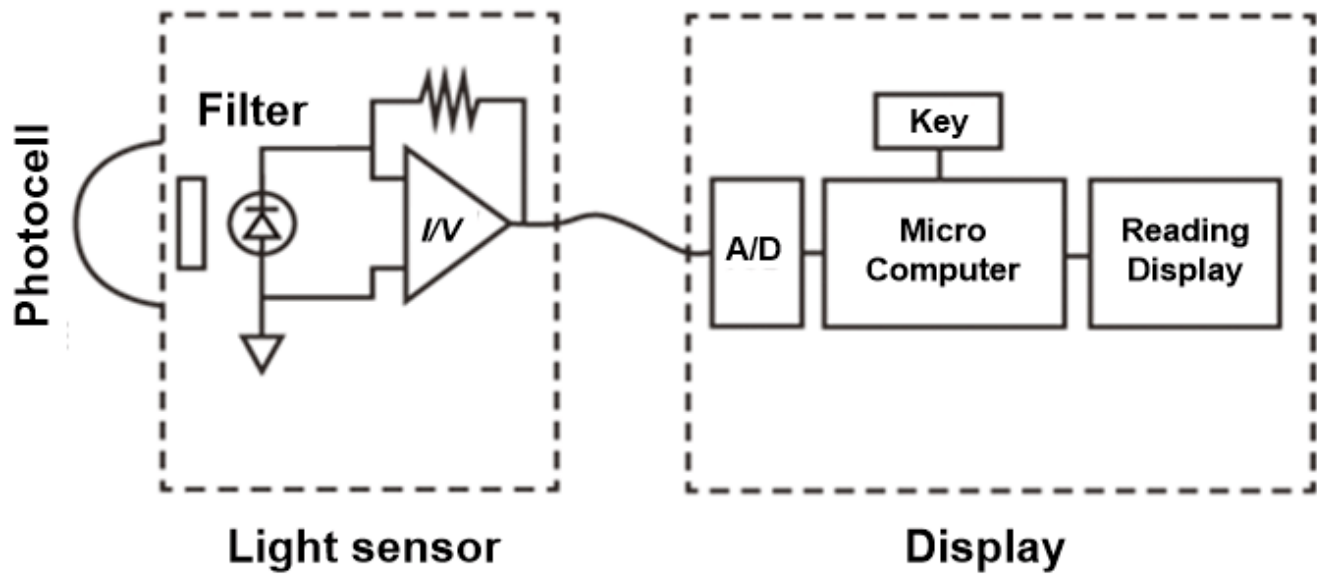 Photocell
Filter
I/V
A/D
Key
Micro
Computer
Reading
Display
Light sensor
Display